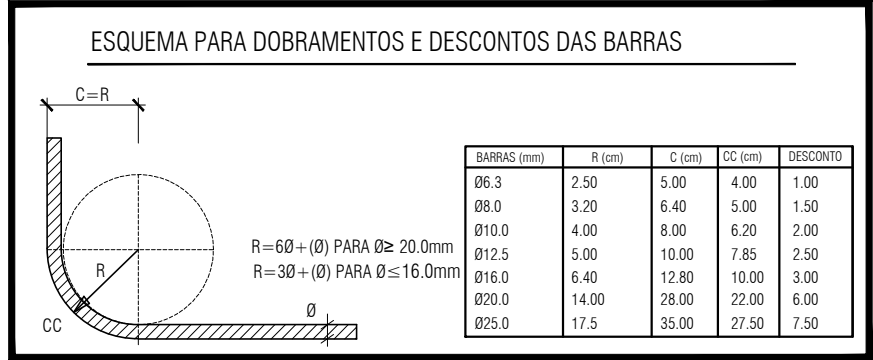 ESQUEMA PARA DOBRAMENTOS E DESCONTOS DAS BARRAS
C=R
R
CC
Ø
R=6Ø+(Ø) PARA Ø≥ 20.0mm
R=3Ø+(Ø) PARA Ø≤16.0mm
BARRAS (mm) R (cm) C (cm) CC (cm) DESCONTO
Ø6.3 2.50 5.00 4.00 1.00
Ø8.0 3.20 6.40 5.00 1.50
Ø10.0 4.00 8.00 6.20 2.00
Ø12.5 5.00 10.00 7.85 2.50
Ø16.0 6.40 12.80 10.00 3.00
Ø20.0 14.00 28.00 22.00 6.00
Ø25.0 17.5 35.00 27.50 7.50